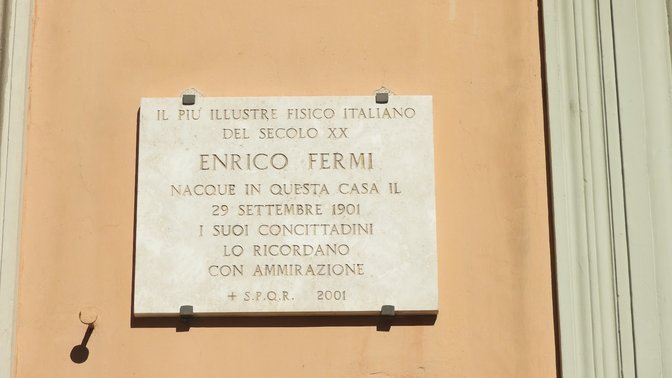 IL PIÙ ILLUSTRE FISICO ITALIANO
DEL SECOLO XX
ENRICO FERMI
NACQUE IN QUESTA CASA IL
29 SETTEMBRE 1901
I SUOI CONCITTADINI
LO RICORDANO
CON AMMIRAZIONE
+ S.P.Q.R. 2001